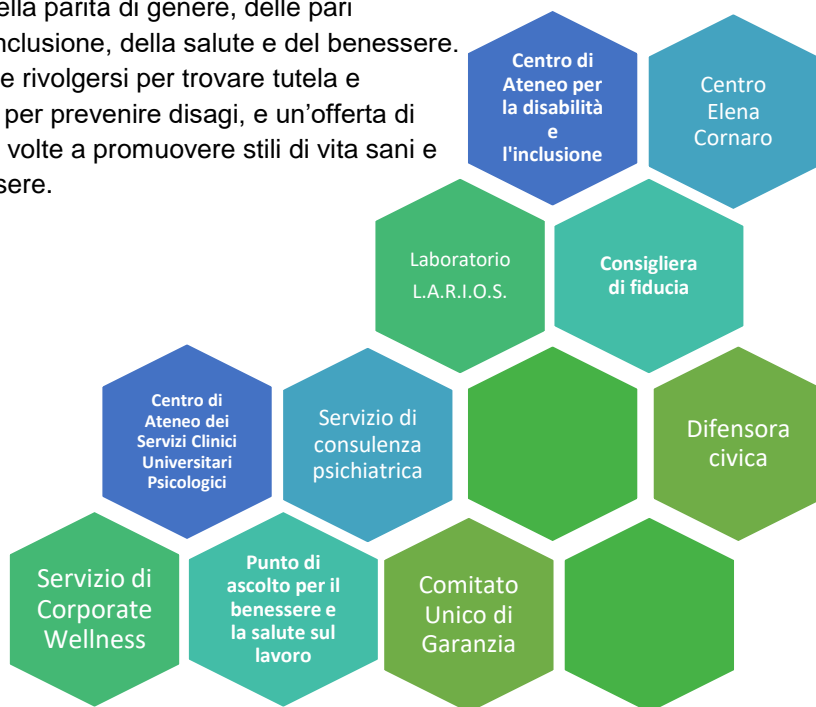 ella parità di genere, delle pari
nclusione, della salute e del benessere.
e rivolgersi per trovare tutela e
per prevenire disagi, e un'offerta di
volte a promuovere stili di vita sani e
sere.
Centro di
Ateneo per
la disabilità
e
l'inclusione
Centro
Elena
Cornaro
Laboratorio
L.A.R.I.O.S.
Consigliera
di fiducia
Centro di
Ateneo dei
Servizi Clinici
Universitari
Psicologici
Servizio di
consulenza
psichiatrica
Difensora
civica
Servizio di
Corporate
Wellness
Punto di
ascolto per il
benessere e
la salute sul
lavoro
Comitato
Unico di
Garanzia